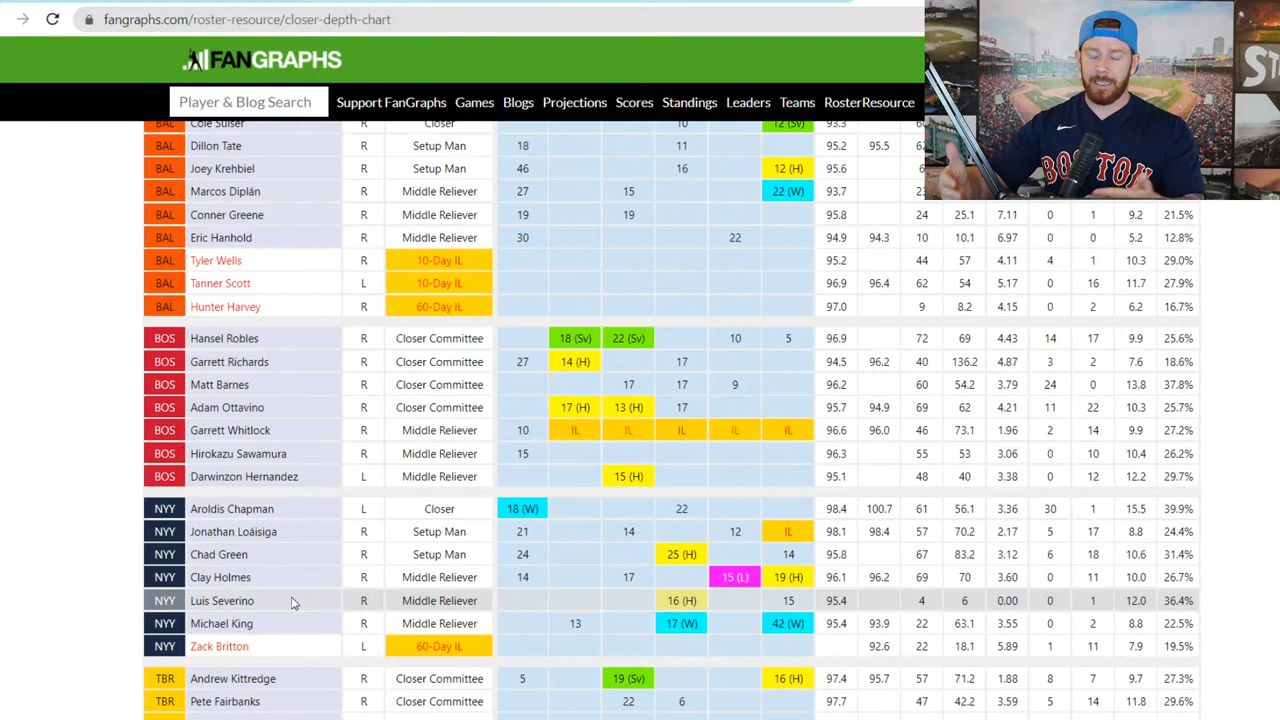 fangraphs.com/roster-resource/closer-depth-chart
FANGRAPHS
Player & Blog Search Support FanGraphs Games Blogs Projections Scores Standings Leaders Teams RosterResource
BAL Cole Sulser R Closer 10 12 (Sv) 93.3
BAL Dillon Tate R Setup Man 18 11 95.2 95.5
BAL Joey Krehbiel R Setup Man 46 16 12 (H) 95.6
BAL Marcos Diplán R Middle Reliever 27 15 22 (W) 93.7
BAL Conner Greene R Middle Reliever 19 19 95.8 24 25.1 7.11 0 1 9.2 21.5%
BAL Eric Hanhold R Middle Reliever 30 22 94.9 94.3 10 10.1 6.97 0 0 5.2 12.8%
BAL Tyler Wells R 10-Day IL 95.2 44 57 4.11 4 1 10.3 29.0%
BAL Tanner Scott L 10-Day IL 96.9 96.4 62 54 5.17 0 16 11.7 27.9%
BAL Hunter Harvey R 60-Day IL 97.0 9 8.2 4.15 0 2 6.2 16.7%
BOS Hansel Robles R Closer Committee 18 (Sv) 22 (Sv) 10 5 96.9 72 69 4.43 14 17 9.9 25.6%
BOS Garrett Richards R Closer Committee 27 14 (H) 17 94.5 96.2 40 136.2 4.87 3 2 7.6 18.6%
BOS Matt Barnes R Closer Committee 17 17 9 96.2 60 54.2 3.79 24 0 13.8 37.8%
BOS Adam Ottavino R Closer Committee 17 (H) 13 (H) 17 95.7 94.9 69 62 4.21 11 22 10.3 25.7%
BOS Garrett Whitlock R Middle Reliever 10 IL IL IL IL IL 96.6 96.0 46 73.1 1.96 2 14 9.9 27.2%
BOS Hirokazu Sawamura R Middle Reliever 15 96.3 55 53 3.06 0 10 10.4 26.2%
BOS Darwinzon Hernandez L Middle Reliever 15 (H) 95.1 48 40 3.38 0 12 12.2 29.7%
NYY Aroldis Chapman L Closer 18 (W) 22 98.4 100.7 61 56.1 3.36 30 1 15.5 39.9%
NYY Jonathan Loáisiga R Setup Man 21 14 12 IL 98.1 98.4 57 70.2 2.17 5 17 8.8 24.4%
NYY Chad Green R Setup Man 24 25 (H) 14 95.8 67 83.2 3.12 6 18 10.6 31.4%
NYY Clay Holmes R Middle Reliever 14 17 15 (L) 19 (H) 96.1 96.2 69 70 3.60 0 11 10.0 26.7%
NYY Luis Severino R Middle Reliever 16 (H) 15 95.4 4 6 0.00 0 1 12.0 36.4%
NYY Michael King R Middle Reliever 13 17 (W) 42 (W) 95.4 93.9 22 63.1 3.55 0 2 8.8 22.5%
NYY Zack Britton L 60-Day IL 92.6 22 18.1 5.89 1 11 7.9 19.5%
TBR Andrew Kittredge R Closer Committee 5 19 (Sv) 16 (H) 97.4 95.7 57 71.2 1.88 8 7 9.7 27.3%
TBR Pete Fairbanks R Closer Committee 22 6 97.7 47 42.2 3.59 5 14 11.8 29.6%
BOSTON